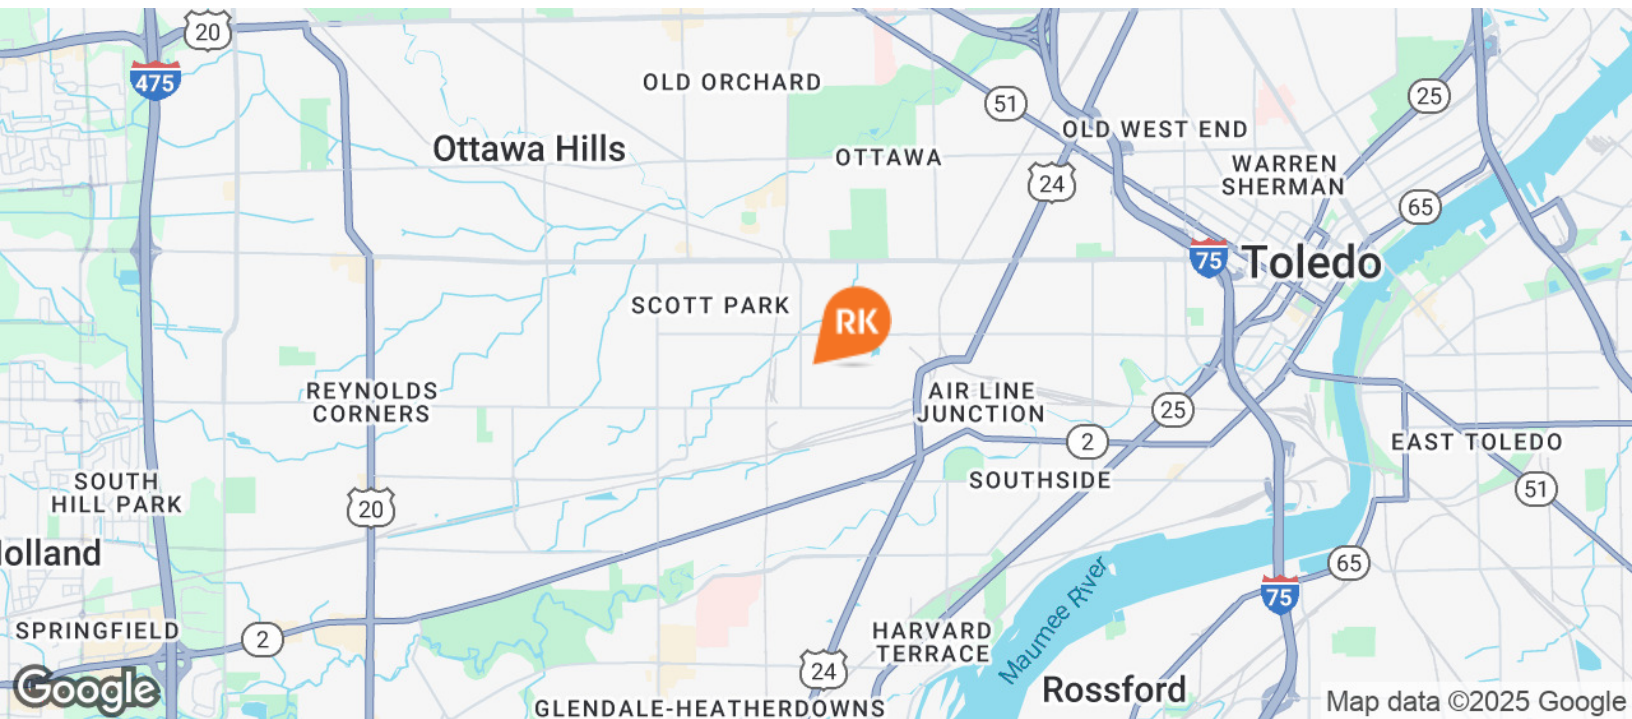 20
475
OLD ORCHARD
51
25
Ottawa Hills
OLD WEST END
OTTAWA
WARREN
SHERMAN
24
65
75
Toledo
SCOTT PARK
RK
REYNOLDS
CORNERS
AIR LINE
JUNCTION
25
2
EAST TOLEDO
SOUTH
HILL PARK
SOUTHSIDE
51
20
olland
65
Maumee River
75
SPRINGFIELD
2
HARVARD
TERRACE
24
Rossford
Google
GLENDALE-HEATHERDOWNS
Map data ©2025 Google